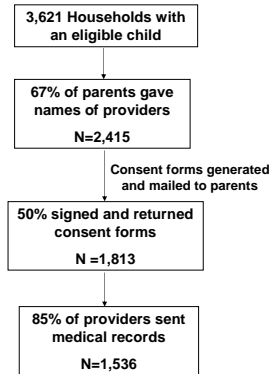 3,621 Households with
an eligible child
67% of parents gave
names of providers
N=2,415
Consent forms generated
and mailed to parents
50% signed and returned
consent forms
N =1,813
85% of providers sent
medical records
N=1,536